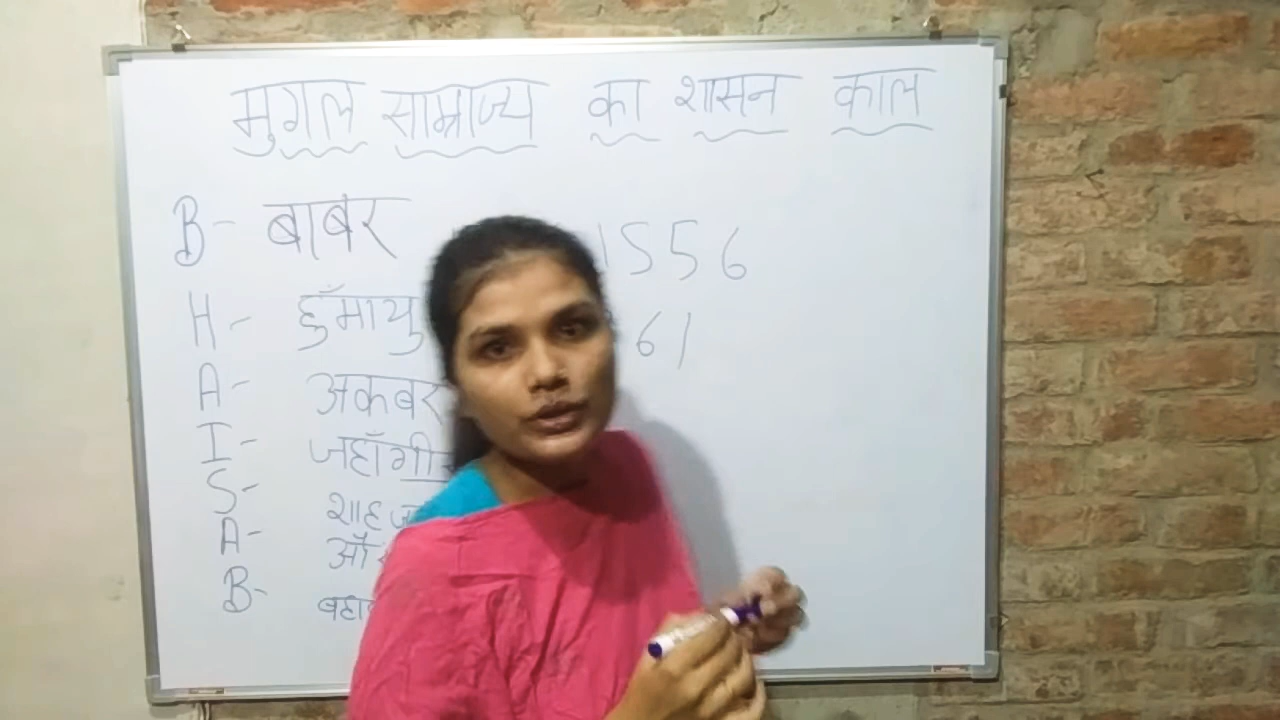 मुगल साम्राज्य का शासन काल
B- बाबर 1556
H- हुँमायु 61
A- अकबर
I- जहाँगी
S- शाह
A-
B-